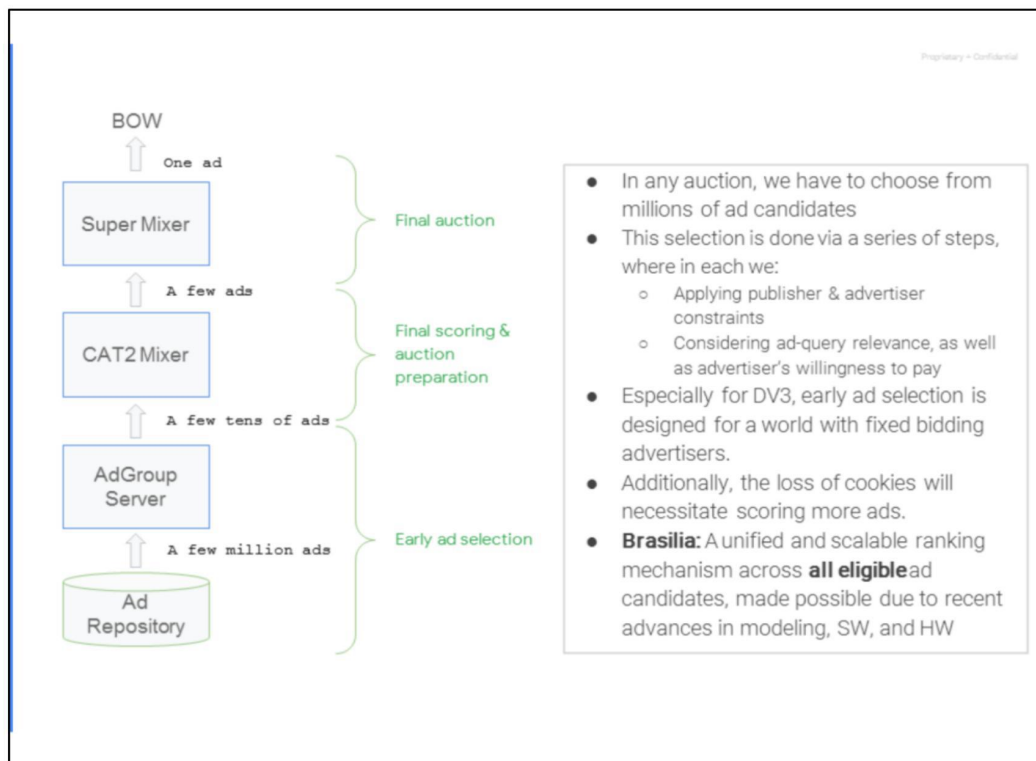 Proprietary + Confidential
BOW
One ad
Super Mixer
Final auction
A few ads
CAT2 Mixer
Final scoring &
auction
preparation
A few tens of ads
AdGroup
Server
A few million ads
Early ad selection
Ad
Repository
● In any auction, we have to choose from
millions of ad candidates
● This selection is done via a series of steps,
where in each we:
○ Applying publisher & advertiser
constraints
○ Considering ad-query relevance, as well
as advertiser's willingness to pay
● Especially for DV3, early ad selection is
designed for a world with fixed bidding
advertisers.
● Additionally, the loss of cookies will
necessitate scoring more ads.
● Brasilia: A unified and scalable ranking
mechanism across all eligible ad
candidates, made possible due to recent
advances in modeling, SW, and HW